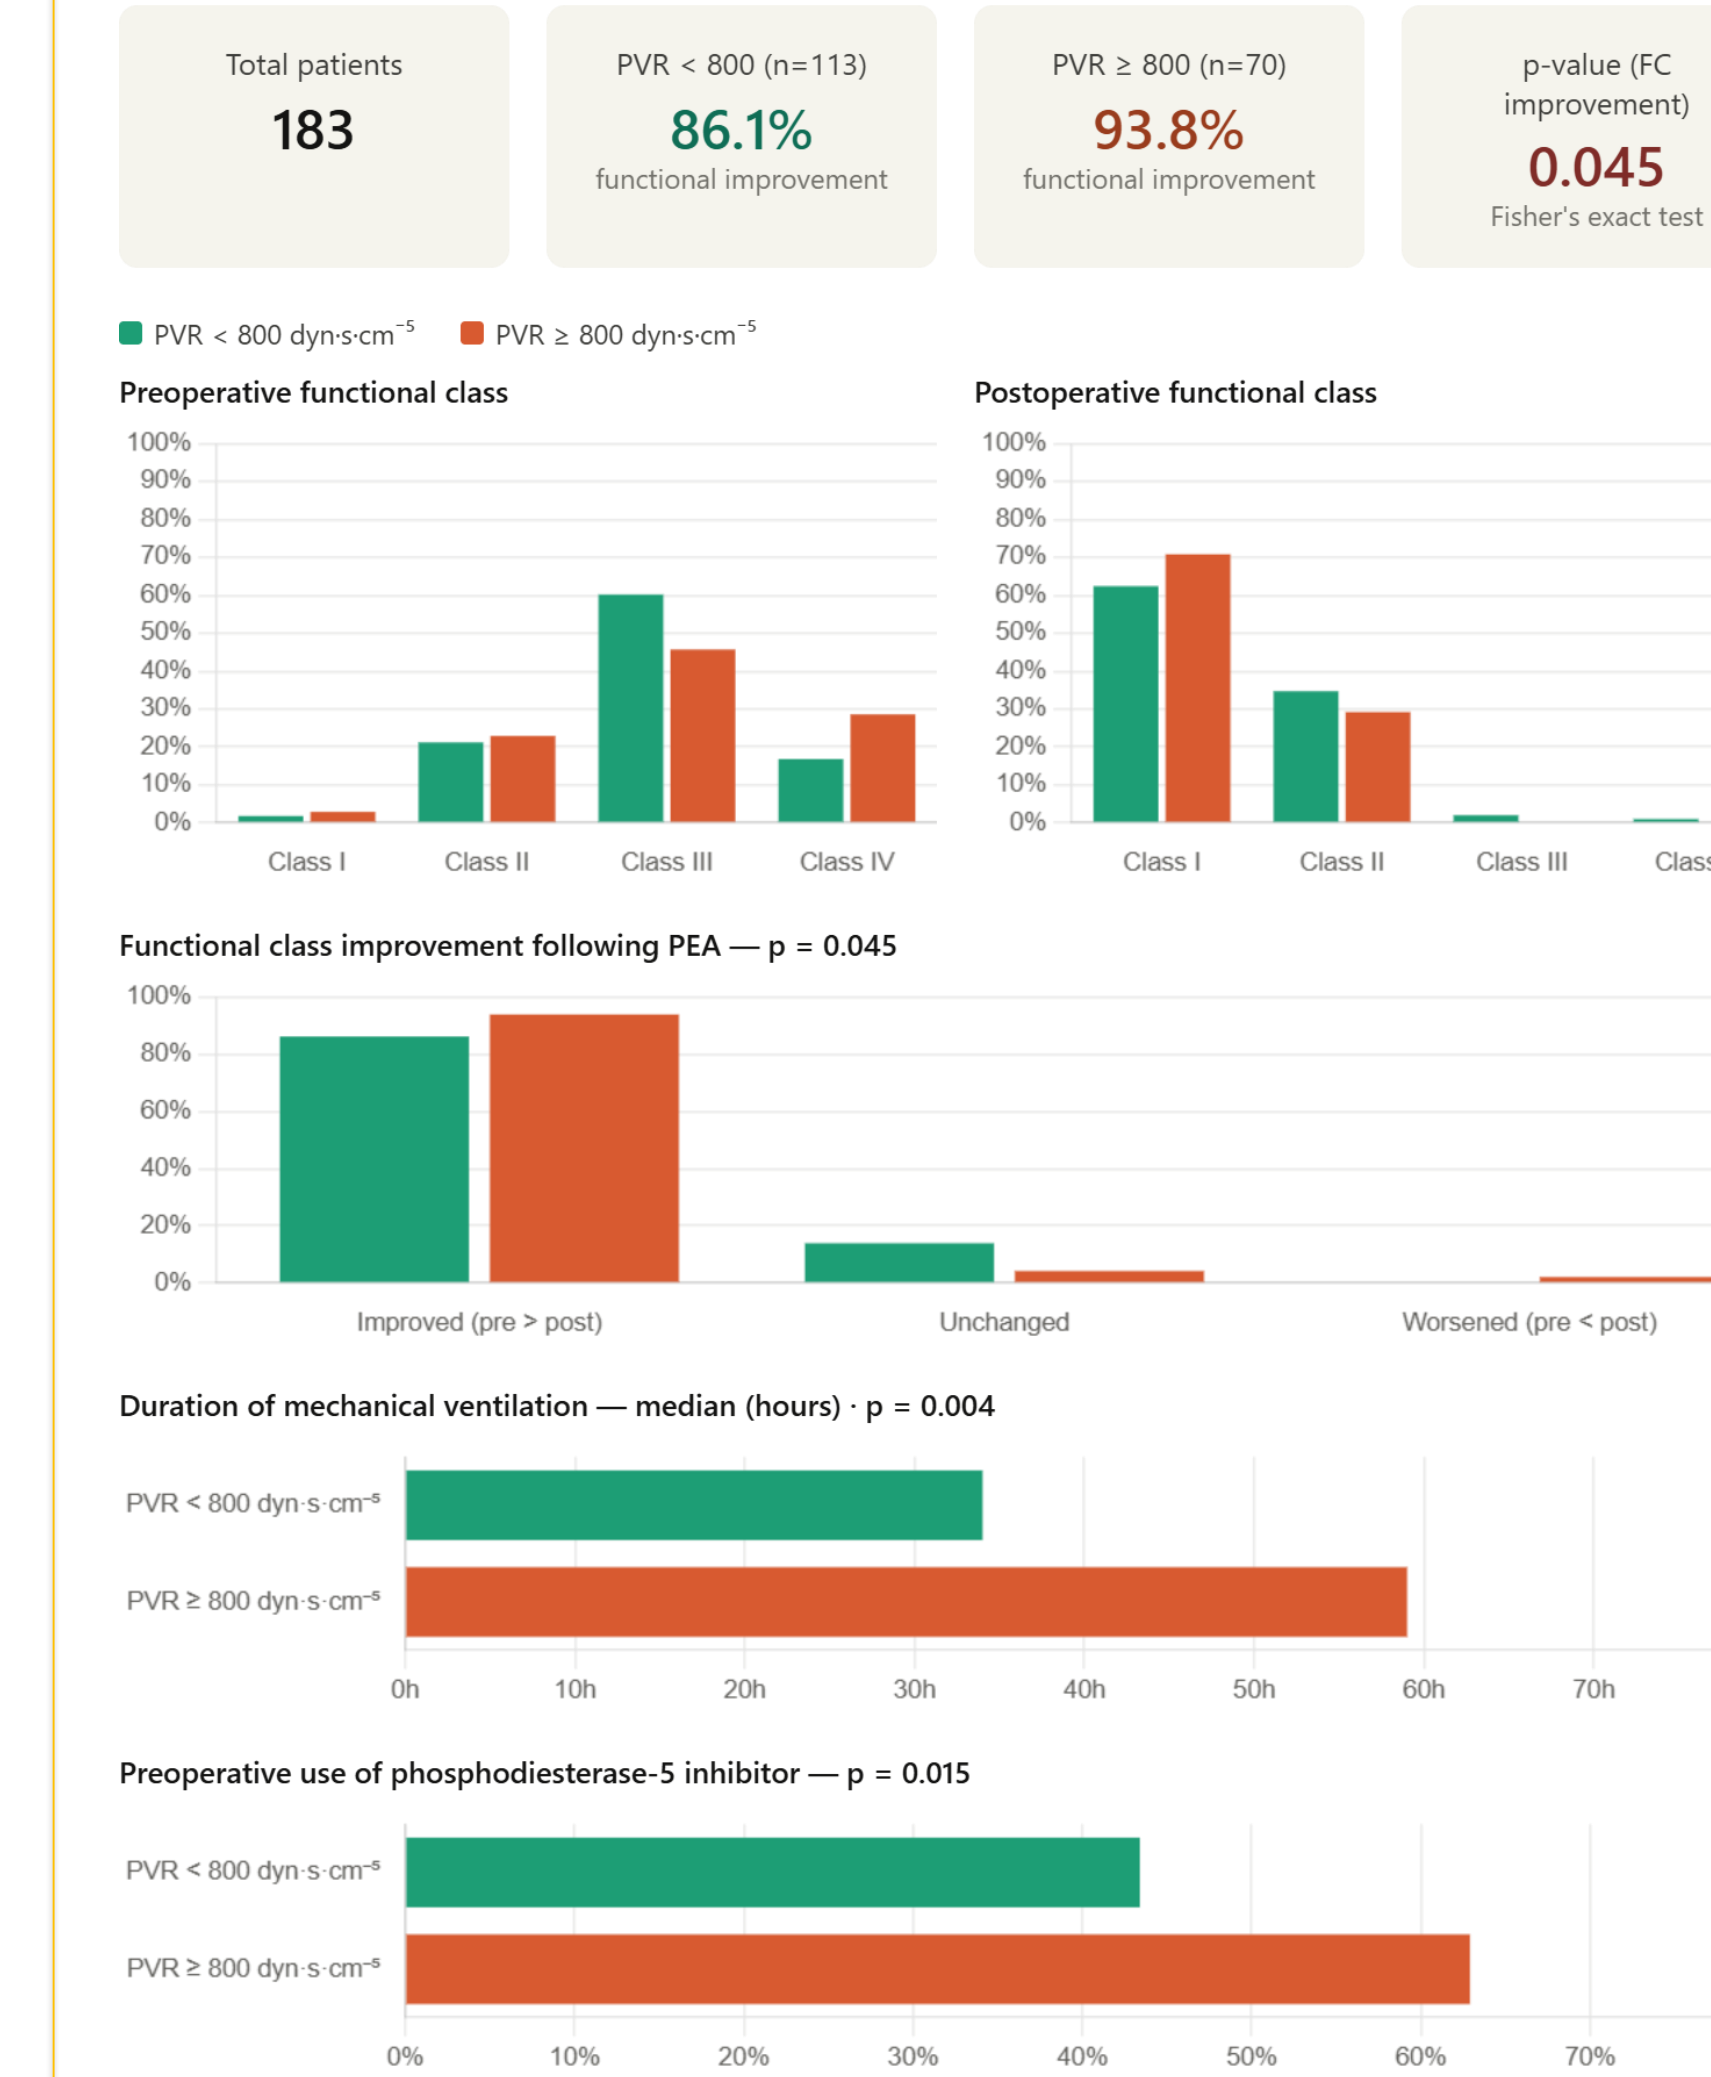 Total patients
183
PVR < 800 (n=113)
86.1%
functional improvement
PVR ≥ 800 (n=70)
93.8%
functional improvement
p-value (FC
improvement)
0.045
Fisher's exact test
PVR < 800 dyn·s·cm⁻⁵
PVR ≥ 800 dyn·s·cm⁻⁵
Preoperative functional class
100%
90%
80%
70%
60%
50%
40%
30%
20%
10%
0%
Class I
Class II
Class III
Class IV
Postoperative functional class
100%
90%
80%
70%
60%
50%
40%
30%
20%
10%
0%
Class I
Class II
Class III
Class
Functional class improvement following PEA — p = 0.045
100%
80%
60%
40%
20%
0%
Improved (pre > post)
Unchanged
Worsened (pre < post)
Duration of mechanical ventilation — median (hours) · p = 0.004
PVR < 800 dyn·s·cm⁻⁵
PVR ≥ 800 dyn·s·cm⁻⁵
0h
10h
20h
30h
40h
50h
60h
70h
Preoperative use of phosphodiesterase-5 inhibitor — p = 0.015
PVR < 800 dyn·s·cm⁻⁵
PVR ≥ 800 dyn·s·cm⁻⁵
0%
10%
20%
30%
40%
50%
60%
70%